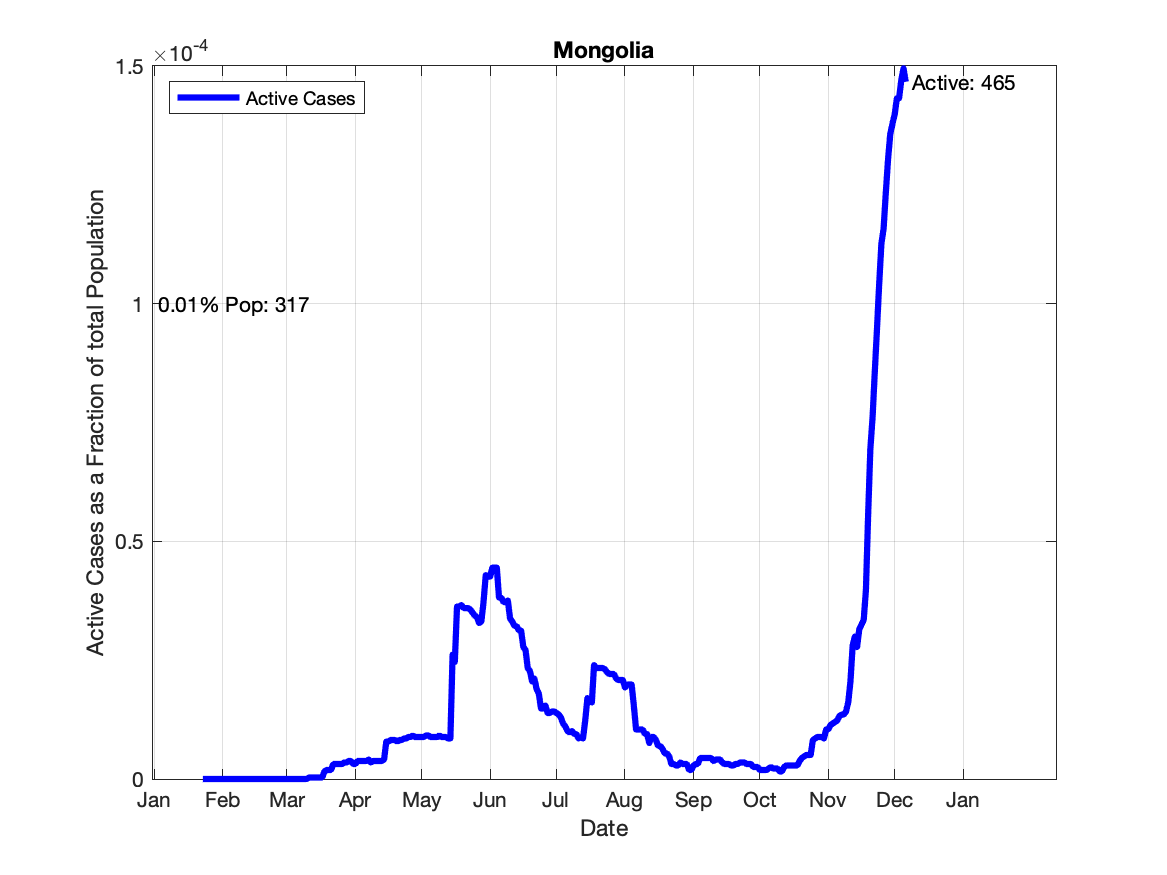 Mongolia
×10^-4
1.5
1
0.5
0
Active Cases
Active: 465
0.01% Pop: 317
Active Cases as a Fraction of total Population
Jan Feb Mar Apr May Jun Jul Aug Sep Oct Nov Dec Jan
Date